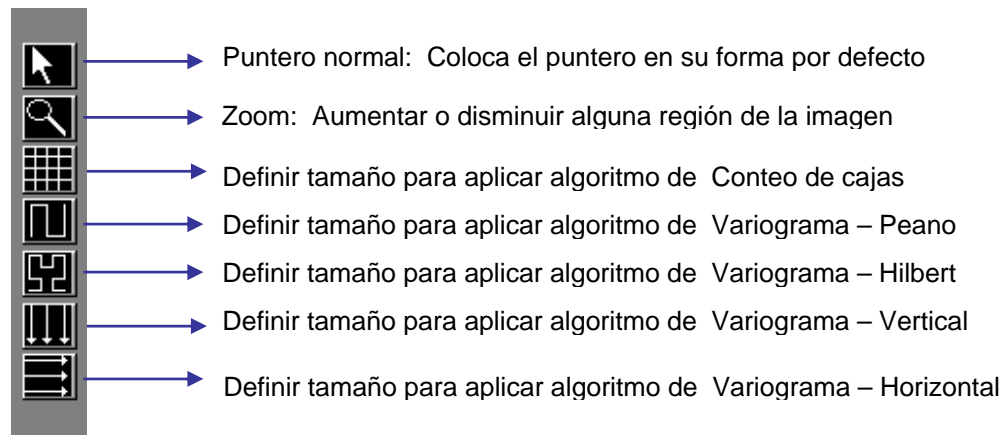 Puntero normal: Coloca el puntero en su forma por defecto
Zoom: Aumentar o disminuir alguna región de la imagen
Definir tamaño para aplicar algoritmo de Conteo de cajas
Definir tamaño para aplicar algoritmo de Variograma – Peano
Definir tamaño para aplicar algoritmo de Variograma – Hilbert
Definir tamaño para aplicar algoritmo de Variograma – Vertical
Definir tamaño para aplicar algoritmo de Variograma – Horizontal